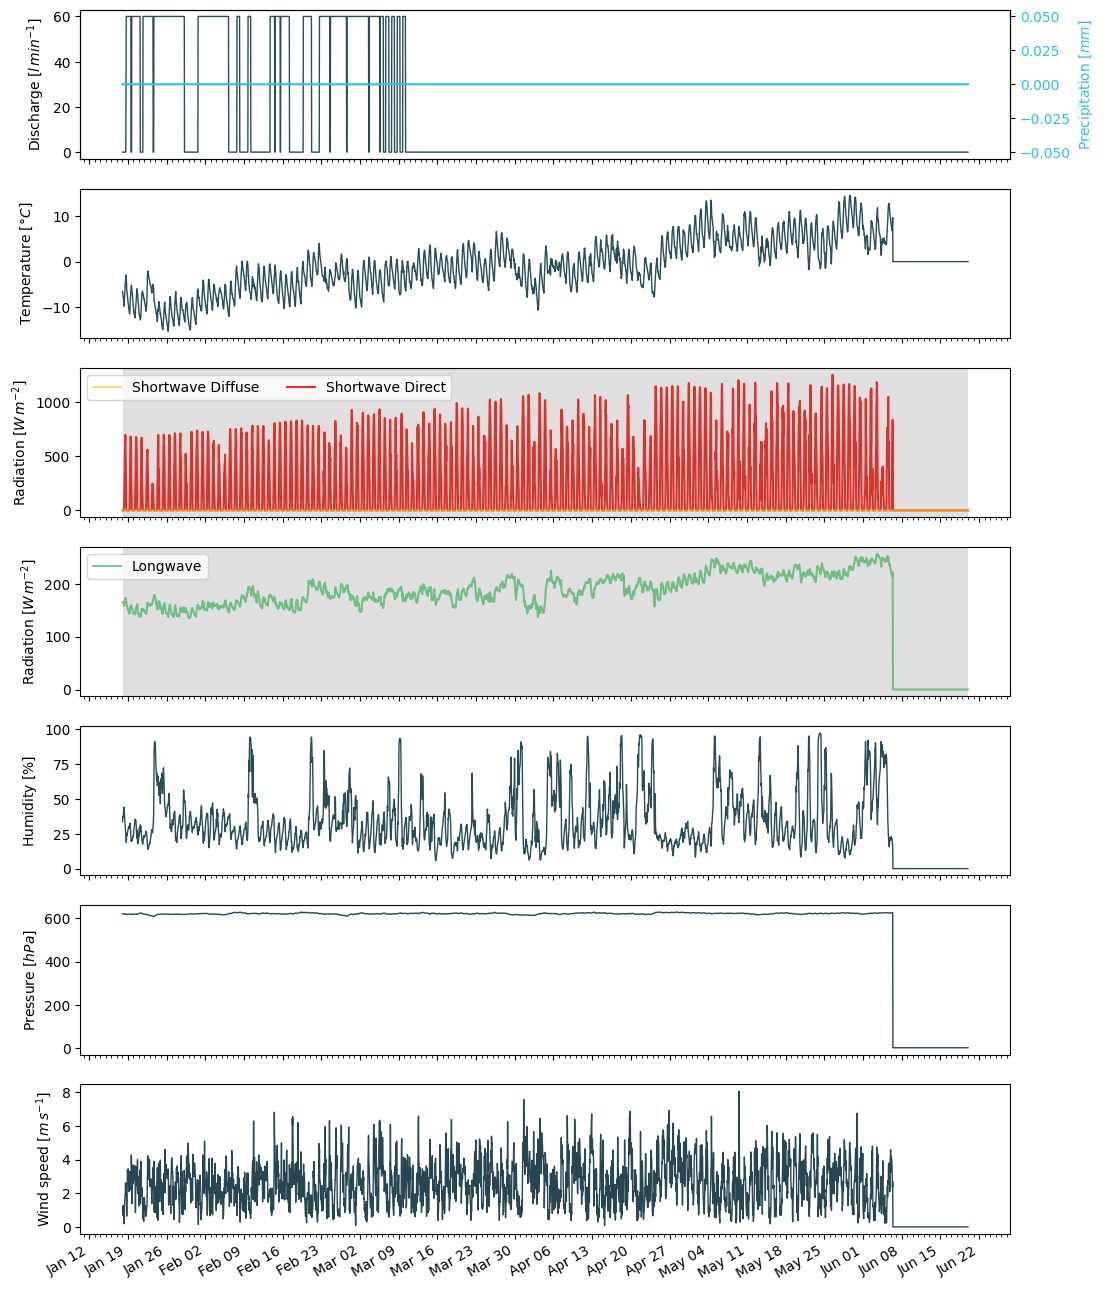 Discharge [l min⁻¹]
60
40
20
0
0.050
0.025
0.000
−0.025
−0.050
Precipitation [mm]
Temperature [°C]
10
0
−10
Radiation [W m⁻²]
1000
500
0
Shortwave Diffuse
Shortwave Direct
Radiation [W m⁻²]
200
100
0
Longwave
Humidity [%]
100
75
50
25
0
Pressure [hPa]
600
400
200
0
Wind speed [m s⁻¹]
8
6
4
2
0
Jan 12
Jan 19
Jan 26
Feb 02
Feb 09
Feb 16
Feb 23
Mar 02
Mar 09
Mar 16
Mar 23
Mar 30
Apr 06
Apr 13
Apr 20
Apr 27
May 04
May 11
May 18
May 25
Jun 01
Jun 08
Jun 15
Jun 22